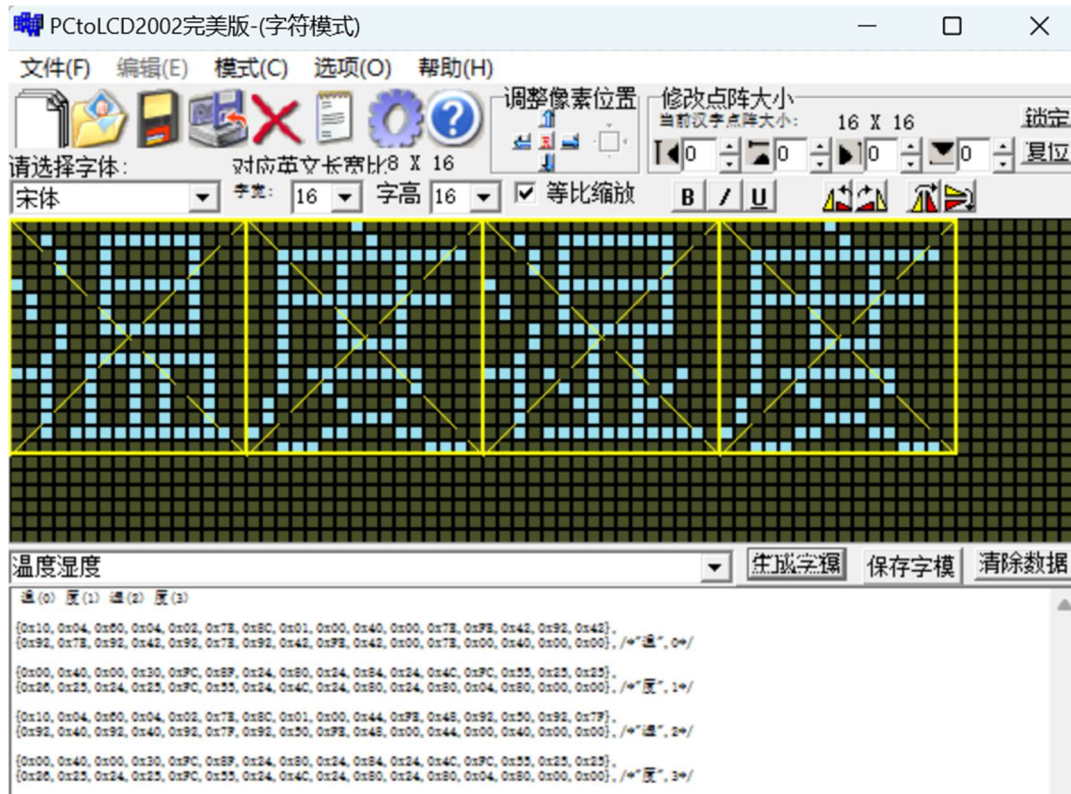 PCtoLCD2002完美版-(字符模式)
文件(F) 编辑(E) 模式(C) 选项(O) 帮助(H)
调整像素位置 修改点阵大小
当前汉字点阵大小: 16 X 16 锁定
请选择字体: 对应英文长宽比:8 X 16 0 0 0 0 复位
宋体 字宽: 16 字高 16 等比缩放 B / U
温度湿度 生成字模 保存字模 清除数据
温(0) 度(1) 湿(2) 度(3)
{0x10,0x04,0x60,0x04,0x02,0x7E,0x8C,0x01,0x00,0x40,0x00,0x7E,0xFE,0x42,0x92,0x42},
{0x92,0x7E,0x92,0x42,0x92,0x7E,0x92,0x42,0xFE,0x42,0x00,0x7E,0x00,0x40,0x00,0x00},/*"温",0*/
{0x00,0x40,0x00,0x30,0xFC,0x8F,0x24,0x80,0x24,0x84,0x24,0x4C,0xFC,0x55,0x25,0x25},
{0x26,0x25,0x24,0x25,0xFC,0x55,0x24,0x4C,0x24,0x80,0x24,0x80,0x04,0x80,0x00,0x00},/*"度",1*/
{0x10,0x04,0x60,0x04,0x02,0x7E,0x8C,0x01,0x00,0x44,0xFE,0x48,0x92,0x50,0x92,0x7F},
{0x92,0x40,0x92,0x40,0x92,0x7F,0x92,0x50,0xFE,0x48,0x00,0x44,0x00,0x40,0x00,0x00},/*"湿",2*/
{0x00,0x40,0x00,0x30,0xFC,0x8F,0x24,0x80,0x24,0x84,0x24,0x4C,0xFC,0x55,0x25,0x25},
{0x26,0x25,0x24,0x25,0xFC,0x55,0x24,0x4C,0x24,0x80,0x24,0x80,0x04,0x80,0x00,0x00},/*"度",3*/